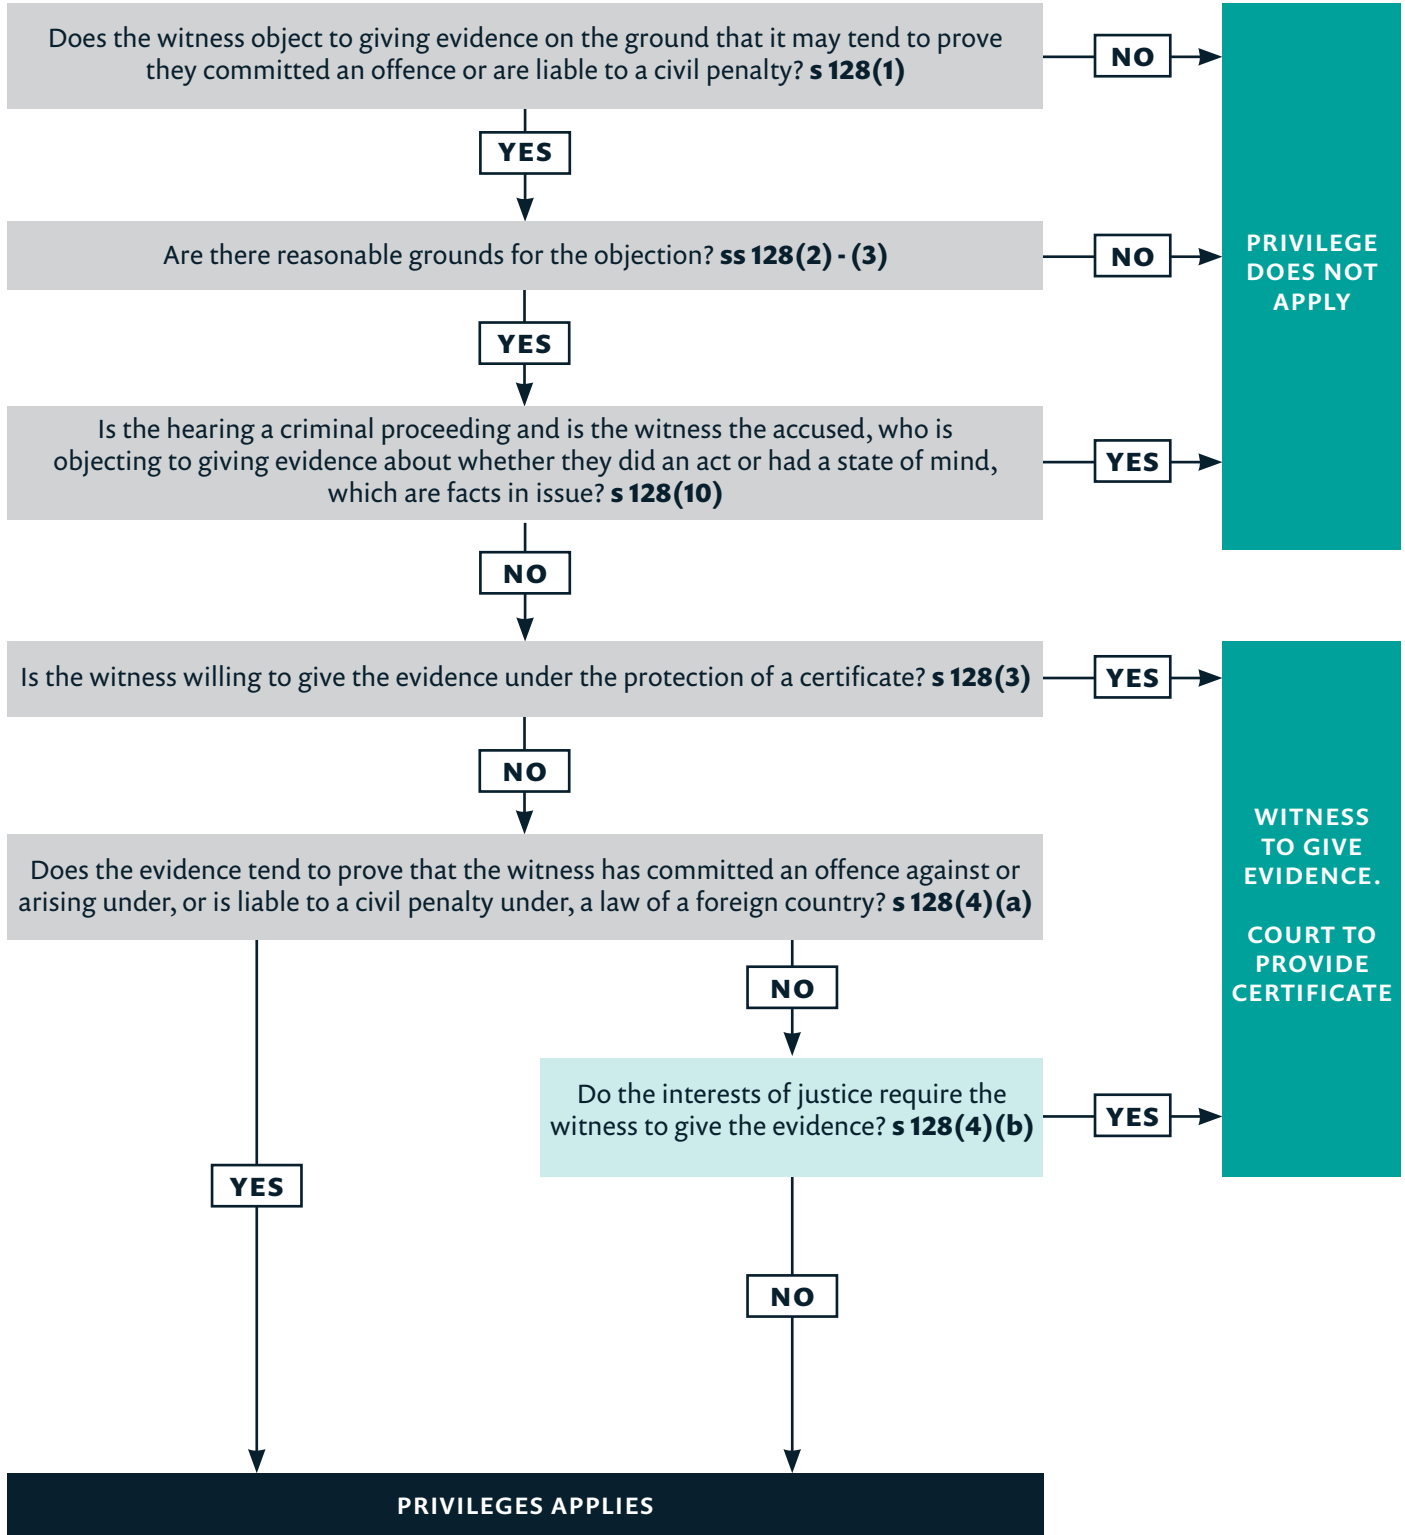 Does the witness object to giving evidence on the ground that it may tend to prove
they committed an offence or are liable to a civil penalty? s 128(1)
NO
YES
Are there reasonable grounds for the objection? ss 128(2) - (3)
NO
PRIVILEGE
DOES NOT
APPLY
YES
Is the hearing a criminal proceeding and is the witness the accused, who is
objecting to giving evidence about whether they did an act or had a state of mind,
which are facts in issue? s 128(10)
YES
NO
Is the witness willing to give the evidence under the protection of a certificate? s 128(3)
YES
NO
Does the evidence tend to prove that the witness has committed an offence against or
arising under, or is liable to a civil penalty under, a law of a foreign country? s 128(4)(a)
WITNESS
TO GIVE
EVIDENCE.
COURT TO
PROVIDE
CERTIFICATE
NO
Do the interests of justice require the
witness to give the evidence? s 128(4)(b)
YES
YES
NO
PRIVILEGES APPLIES